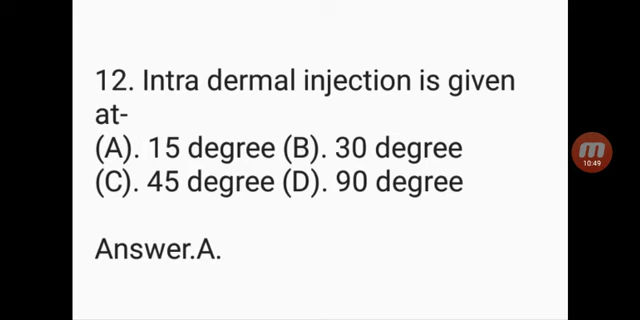 12. Intra dermal injection is given
at-
(A). 15 degree (B). 30 degree
(C). 45 degree (D). 90 degree
Answer.A.
10:49